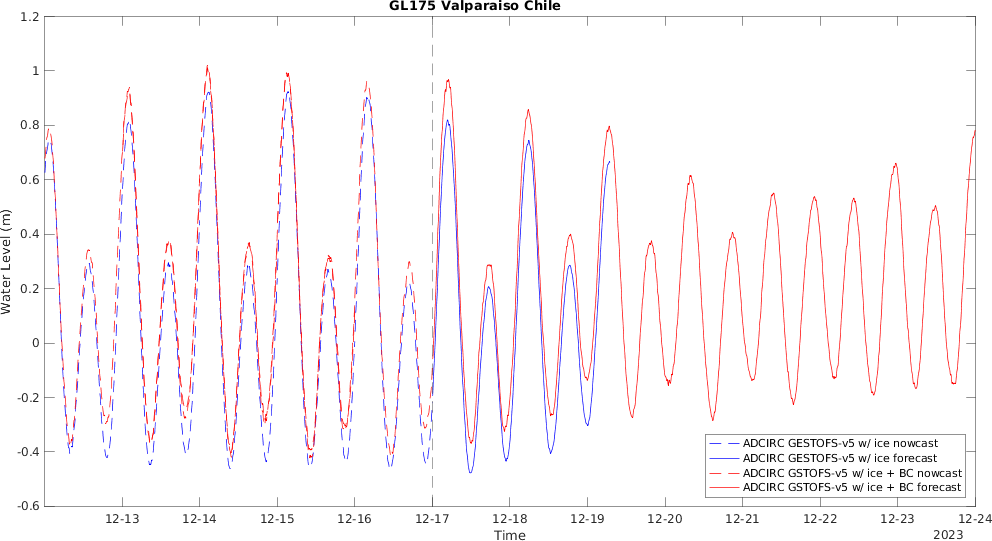 GL175 Valparaiso Chile
1.2
1
0.8
0.6
0.4
0.2
0
-0.2
-0.4
-0.6
Water Level (m)
12-13 12-14 12-15 12-16 12-17 12-18 12-19 12-20 12-21 12-22 12-23 12-24
Time
2023
ADCIRC GESTOFS-v5 w/ ice nowcast
ADCIRC GESTOFS-v5 w/ ice forecast
ADCIRC GSTOFS-v5 w/ ice + BC nowcast
ADCIRC GSTOFS-v5 w/ ice + BC forecast